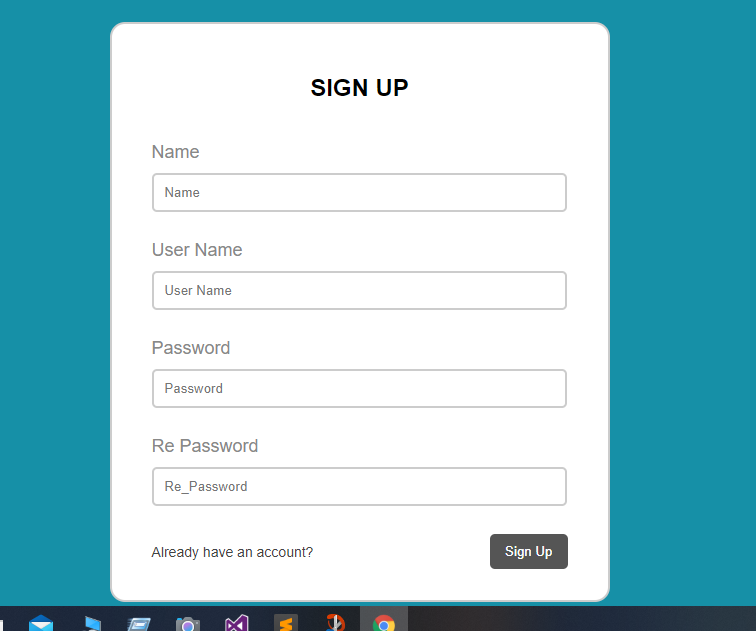 SIGN UP
Name
Name
User Name
User Name
Password
Password
Re Password
Re_Password
Already have an account?
Sign Up